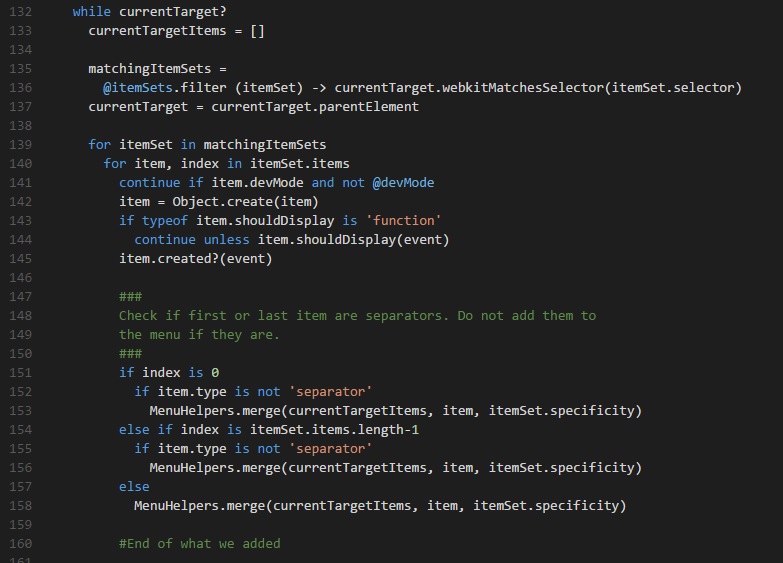 132 while currentTarget?
133 currentTargetItems = []
134
135 matchingItemSets =
136 @itemSets.filter (itemSet) -> currentTarget.webkitMatchesSelector(itemSet.selector)
137 currentTarget = currentTarget.parentElement
138
139 for itemSet in matchingItemSets
140 for item, index in itemSet.items
141 continue if item.devMode and not @devMode
142 item = Object.create(item)
143 if typeof item.shouldDisplay is 'function'
144 continue unless item.shouldDisplay(event)
145 item.created?(event)
146
147 ###
148 Check if first or last item are separators. Do not add them to
149 the menu if they are.
150 ###
151 if index is 0
152 if item.type is not 'separator'
153 MenuHelpers.merge(currentTargetItems, item, itemSet.specificity)
154 else if index is itemSet.items.length-1
155 if item.type is not 'separator'
156 MenuHelpers.merge(currentTargetItems, item, itemSet.specificity)
157 else
158 MenuHelpers.merge(currentTargetItems, item, itemSet.specificity)
159
160 #End of what we added
161